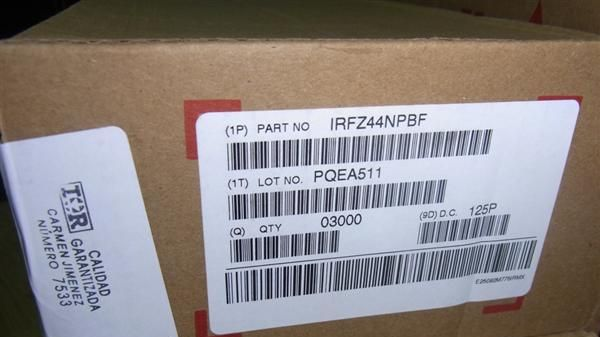 (1P) PART NO IRFZ44NPBF
(1T) LOT NO. PQEA511
(Q) QTY 03000 (9D) D.C. 125P
IOR
CALIDAD
GARANTIZADA
CARMEN JIMENEZ
NÚMERO 7533